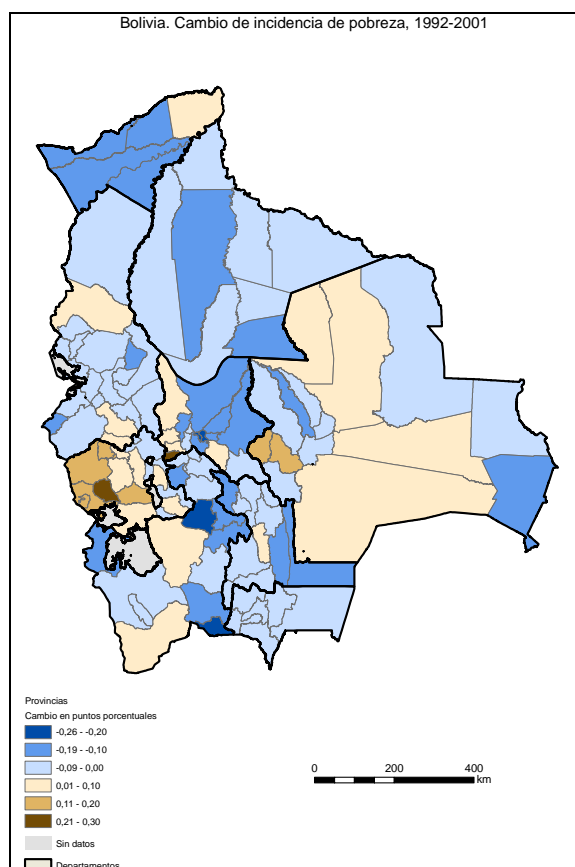 Bolivia. Cambio de incidencia de pobreza, 1992-2001
Provincias
Cambio en puntos porcentuales
-0,26 - -0,20
-0,19 - -0,10
-0,09 - 0,00
0,01 - 0,10
0,11 - 0,20
0,21 - 0,30
Sin datos
Departamentos
0 200 400
km